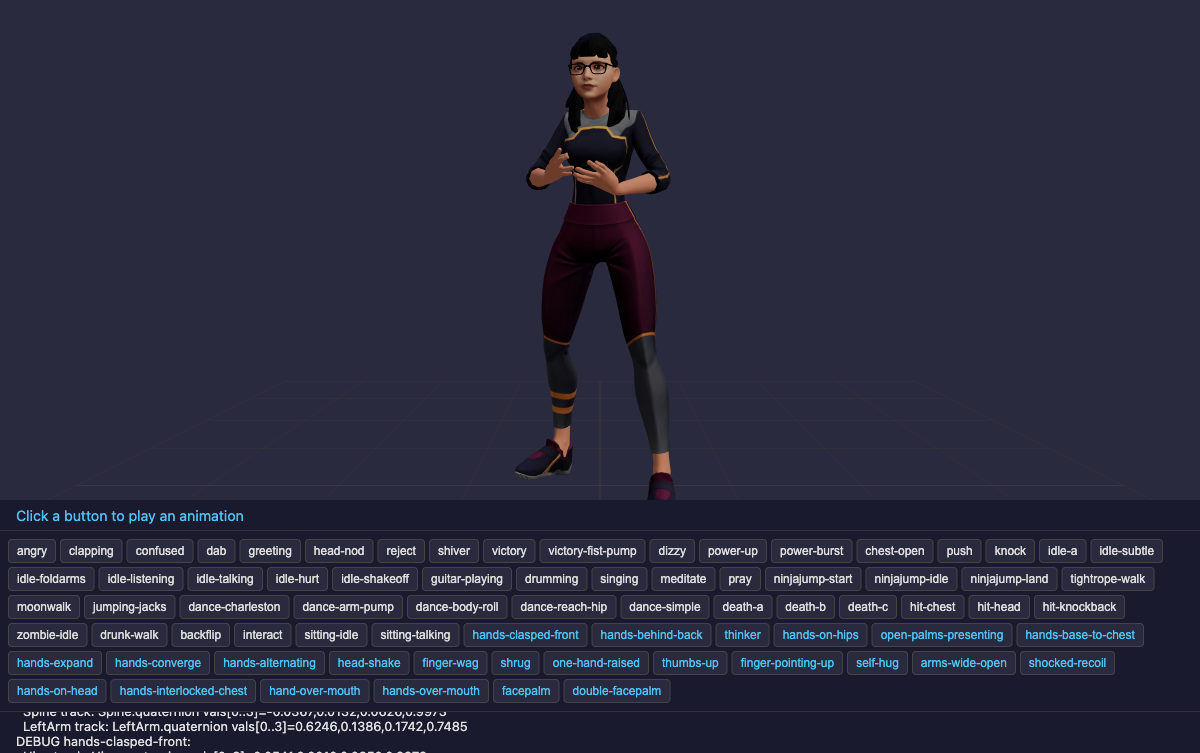 Click a button to play an animation
angry clapping confused dab greeting head-nod reject shiver victory victory-fist-pump dizzy power-up power-burst chest-open push knock idle-a idle-subtle
idle-foldarms idle-listening idle-talking idle-hurt idle-shakeoff guitar-playing drumming singing meditate pray ninjajump-start ninjajump-idle ninjajump-land tightrope-walk
moonwalk jumping-jacks dance-charleston dance-arm-pump dance-body-roll dance-reach-hip dance-simple death-a death-b death-c hit-chest hit-head hit-knockback
zombie-idle drunk-walk backflip interact sitting-idle sitting-talking hands-clasped-front hands-behind-back thinker hands-on-hips open-palms-presenting hands-base-to-chest
hands-expand hands-converge hands-alternating head-shake finger-wag shrug one-hand-raised thumbs-up finger-pointing-up self-hug arms-wide-open shocked-recoil
hands-on-head hands-interlocked-chest hand-over-mouth hands-over-mouth facepalm double-facepalm
Spine track: Spine.quaternion
LeftArm track: LeftArm.quaternion vals[0..3]=0.6246,0.1386,0.1742,0.7485
DEBUG hands-clasped-front: